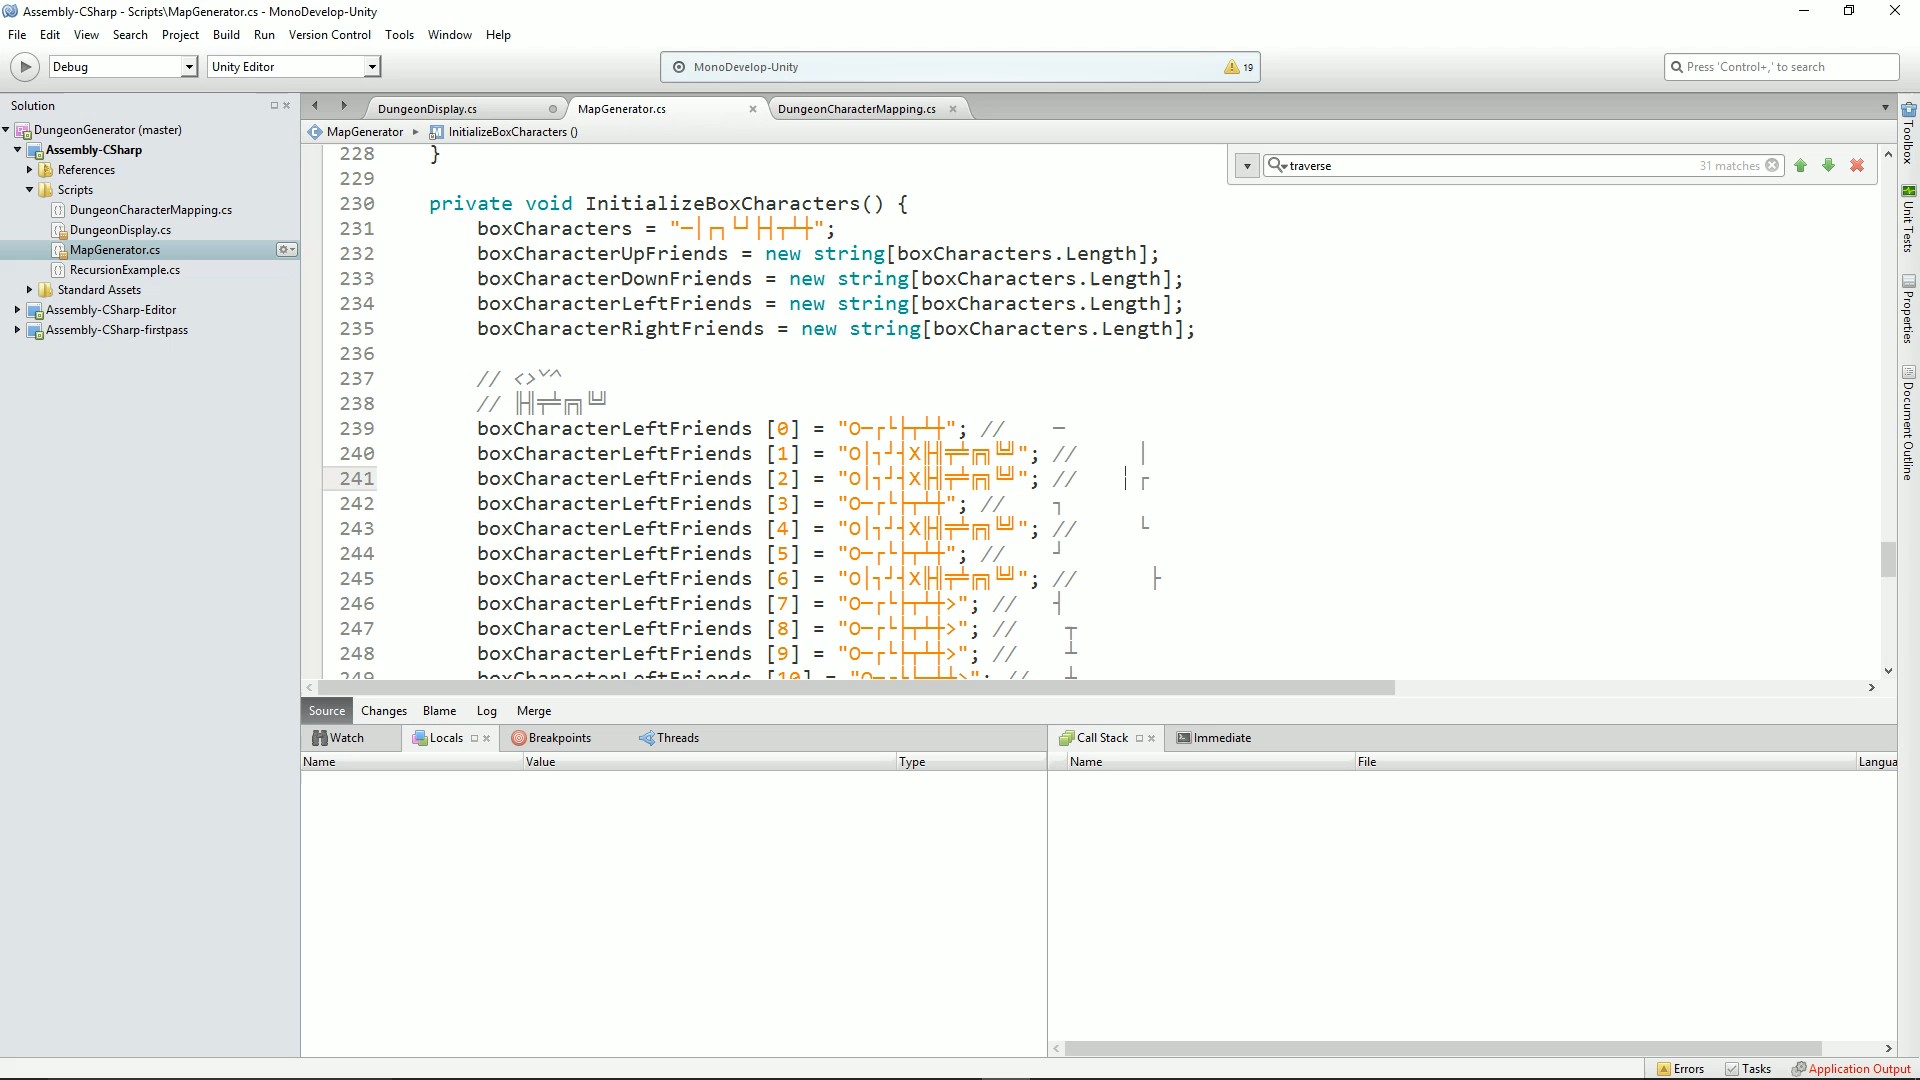 Assembly-CSharp - Scripts\MapGenerator.cs - MonoDevelop-Unity
File Edit View Search Project Build Run Version Control Tools Window Help
Debug Unity Editor MonoDevelop-Unity 19 Press 'Control+,' to search
Solution
DungeonGenerator (master)
Assembly-CSharp
References
Scripts
DungeonCharacterMapping.cs
DungeonDisplay.cs
MapGenerator.cs
RecursionExample.cs
Standard Assets
Assembly-CSharp-Editor
Assembly-CSharp-firstpass
DungeonDisplay.cs MapGenerator.cs DungeonCharacterMapping.cs
MapGenerator InitializeBoxCharacters ()
traverse 31 matches
228 }
229
230 private void InitializeBoxCharacters() {
231 boxCharacters = "─│┌┐└┘├┤┬┴┼";
232 boxCharacterUpFriends = new string[boxCharacters.Length];
233 boxCharacterDownFriends = new string[boxCharacters.Length];
234 boxCharacterLeftFriends = new string[boxCharacters.Length];
235 boxCharacterRightFriends = new string[boxCharacters.Length];
236
237 // <>˅^
238 // ╟╢╤╧╔╗╚╝
239 boxCharacterLeftFriends [0] = "O─┌└├┬┴┼"; // ─
240 boxCharacterLeftFriends [1] = "O│┐┘┤X╟╢╤╧╔╗╚╝"; // │
241 boxCharacterLeftFriends [2] = "O│┐┘┤X╟╢╤╧╔╗╚╝"; // ┌
242 boxCharacterLeftFriends [3] = "O─┌└├┬┴┼"; // ┐
243 boxCharacterLeftFriends [4] = "O│┐┘┤X╟╢╤╧╔╗╚╝"; // └
244 boxCharacterLeftFriends [5] = "O─┌└├┬┴┼"; // ┘
245 boxCharacterLeftFriends [6] = "O│┐┘┤X╟╢╤╧╔╗╚╝"; // ├
246 boxCharacterLeftFriends [7] = "O─┌└├┬┴┼>"; // ┤
247 boxCharacterLeftFriends [8] = "O─┌└├┬┴┼>"; // ┬
248 boxCharacterLeftFriends [9] = "O─┌└├┬┴┼>"; // ┴
249 boxCharacterLeftFriends [10] = "O─┌└├┬┴┼>"; // ┼
Source Changes Blame Log Merge
Watch Locals Breakpoints Threads
Name Value Type
Call Stack Immediate
Name File Langua
Toolbox
Unit Tests
Properties
Document Outline
Errors Tasks Application Output